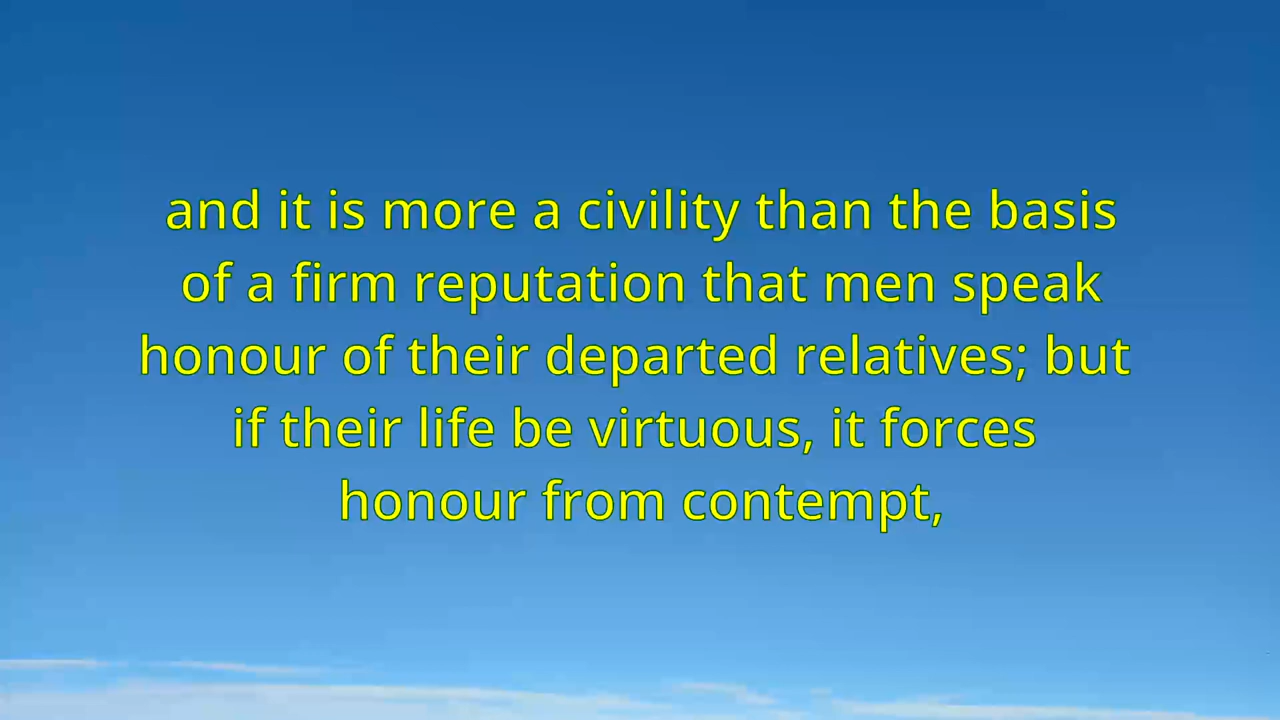 and it is more a civility than the basis
of a firm reputation that men speak
honour of their departed relatives; but
if their life be virtuous, it forces
honour from contempt,